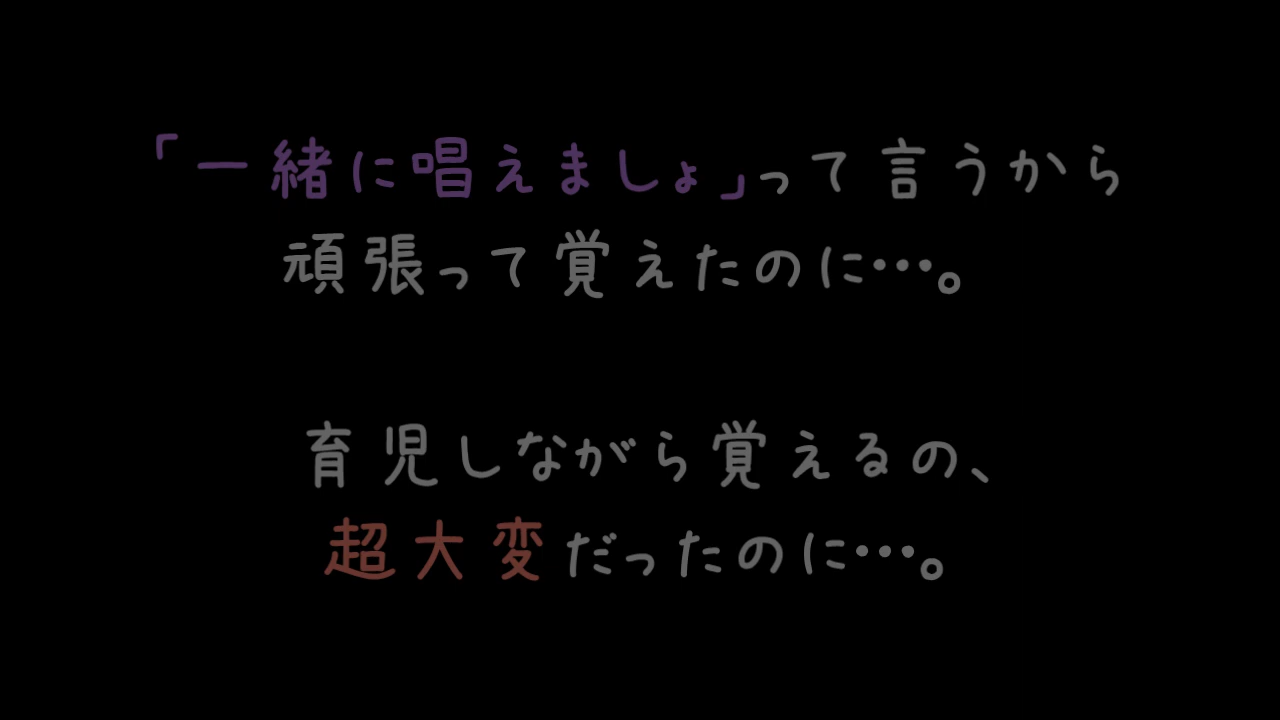 「一緒に唱えましょ」って言うから
頑張って覚えたのに…。
育児しながら覚えるの、
超大変だったのに…。